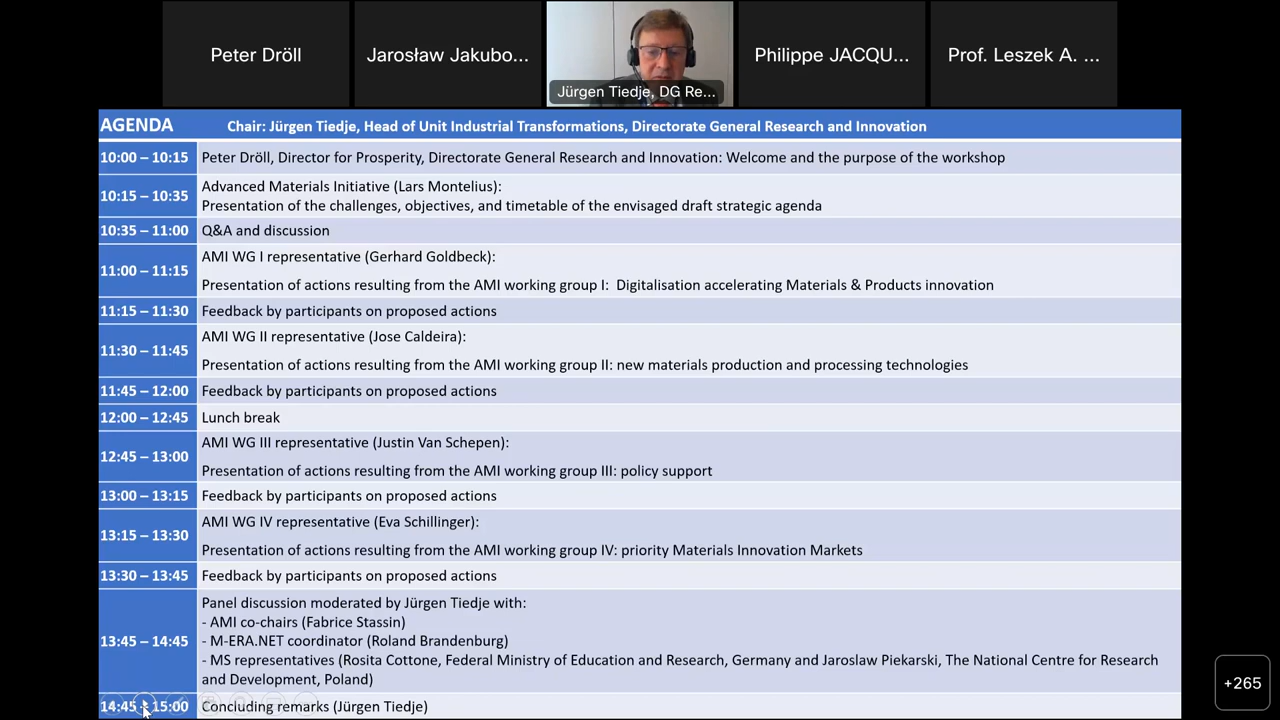 Peter Dröll
Jarosław Jakubo...
Jürgen Tiedje, DG Re...
Philippe JACQU...
Prof. Leszek A. ...
AGENDA Chair: Jürgen Tiedje, Head of Unit Industrial Transformations, Directorate General Research and Innovation
10:00 – 10:15 Peter Dröll, Director for Prosperity, Directorate General Research and Innovation: Welcome and the purpose of the workshop
10:15 – 10:35 Advanced Materials Initiative (Lars Montelius):
Presentation of the challenges, objectives, and timetable of the envisaged draft strategic agenda
10:35 – 11:00 Q&A and discussion
11:00 – 11:15 AMI WG I representative (Gerhard Goldbeck):
Presentation of actions resulting from the AMI working group I: Digitalisation accelerating Materials & Products innovation
11:15 – 11:30 Feedback by participants on proposed actions
11:30 – 11:45 AMI WG II representative (Jose Caldeira):
Presentation of actions resulting from the AMI working group II: new materials production and processing technologies
11:45 – 12:00 Feedback by participants on proposed actions
12:00 – 12:45 Lunch break
12:45 – 13:00 AMI WG III representative (Justin Van Schepen):
Presentation of actions resulting from the AMI working group III: policy support
13:00 – 13:15 Feedback by participants on proposed actions
13:15 – 13:30 AMI WG IV representative (Eva Schillinger):
Presentation of actions resulting from the AMI working group IV: priority Materials Innovation Markets
13:30 – 13:45 Feedback by participants on proposed actions
13:45 – 14:45 Panel discussion moderated by Jürgen Tiedje with:
- AMI co-chairs (Fabrice Stassin)
- M-ERA.NET coordinator (Roland Brandenburg)
- MS representatives (Rosita Cottone, Federal Ministry of Education and Research, Germany and Jaroslaw Piekarski, The National Centre for Research
and Development, Poland)
14:45 – 15:00 Concluding remarks (Jürgen Tiedje)
+265